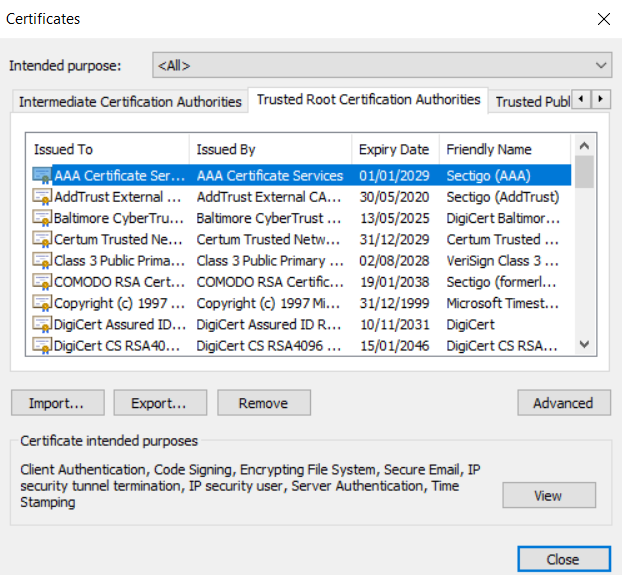 Certificates
Intended purpose: <All>
Intermediate Certification Authorities Trusted Root Certification Authorities Trusted Publ
Issued To Issued By Expiry Date Friendly Name
AAA Certificate Ser... AAA Certificate Services 01/01/2029 Sectigo (AAA)
AddTrust External ... AddTrust External CA... 30/05/2020 Sectigo (AddTrust)
Baltimore CyberTru... Baltimore CyberTrust ... 13/05/2025 DigiCert Baltimor...
Certum Trusted Ne... Certum Trusted Netw... 31/12/2029 Certum Trusted ...
Class 3 Public Prima... Class 3 Public Primary ... 02/08/2028 VeriSign Class 3 ...
COMODO RSA Cert... COMODO RSA Certific... 19/01/2038 Sectigo (formerl...
Copyright (c) 1997 ... Copyright (c) 1997 Mi... 31/12/1999 Microsoft Timest...
DigiCert Assured ID... DigiCert Assured ID R... 10/11/2031 DigiCert
DigiCert CS RSA40... DigiCert CS RSA4096 ... 15/01/2046 DigiCert CS RSA...
Import... Export... Remove Advanced
Certificate intended purposes
Client Authentication, Code Signing, Encrypting File System, Secure Email, IP
security tunnel termination, IP security user, Server Authentication, Time
Stamping
View
Close